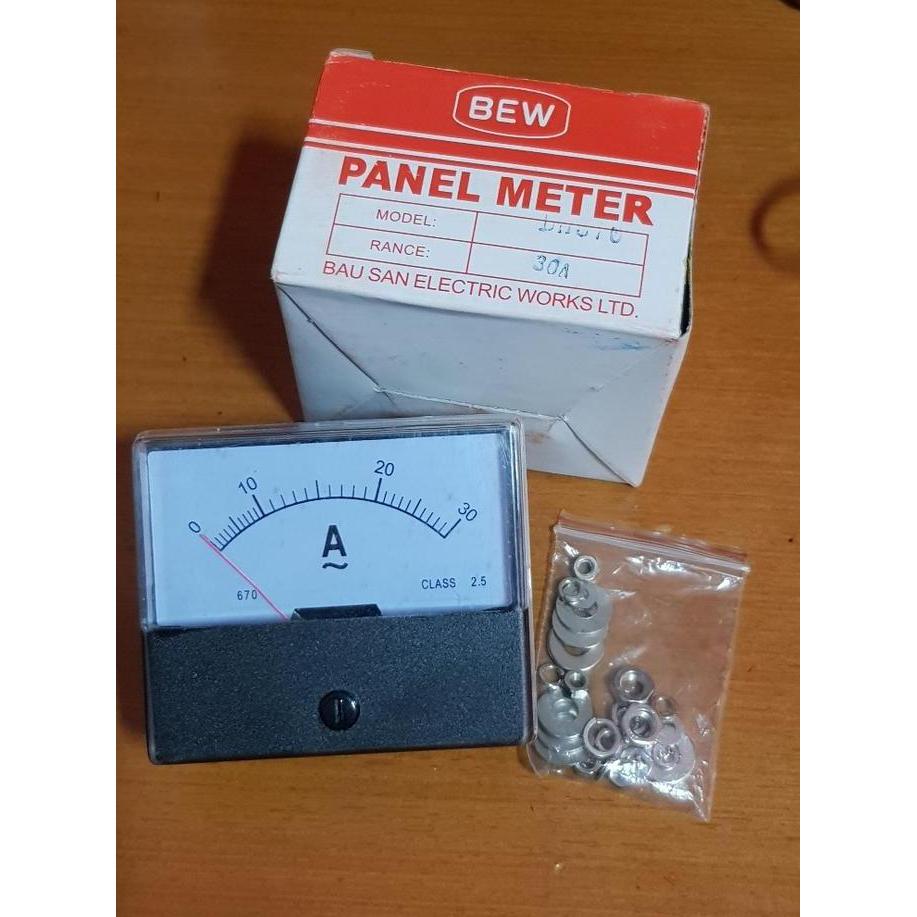 BEW
PANEL METER
MODEL:
RANCE: 30A
BAU SAN ELECTRIC WORKS LTD.
0 10 20 30
A
~
670 CLASS 2.5